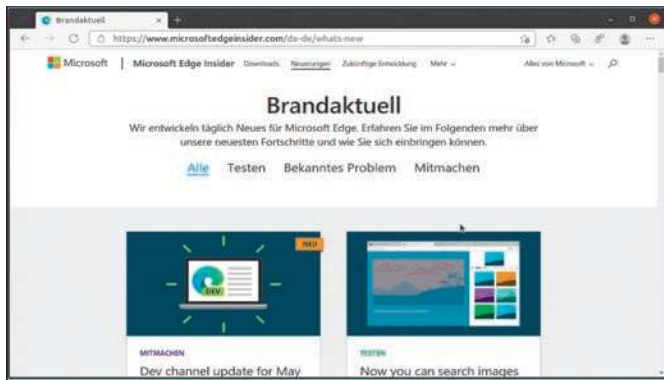 Brandaktuell
https://www.microsoftedgeinsider.com/de-de/whats-new
Microsoft | Microsoft Edge Insider Downloads Neuerungen Zukünftige Entwicklung Mehr Alles von Microsoft
Brandaktuell
Wir entwickeln täglich Neues für Microsoft Edge. Erfahren Sie im Folgenden mehr über
unsere neuesten Fortschritte und wie Sie sich einbringen können.
Alle Testen Bekanntes Problem Mitmachen
NEU
DEV
MITMACHEN TESTEN
Dev channel update for May Now you can search images